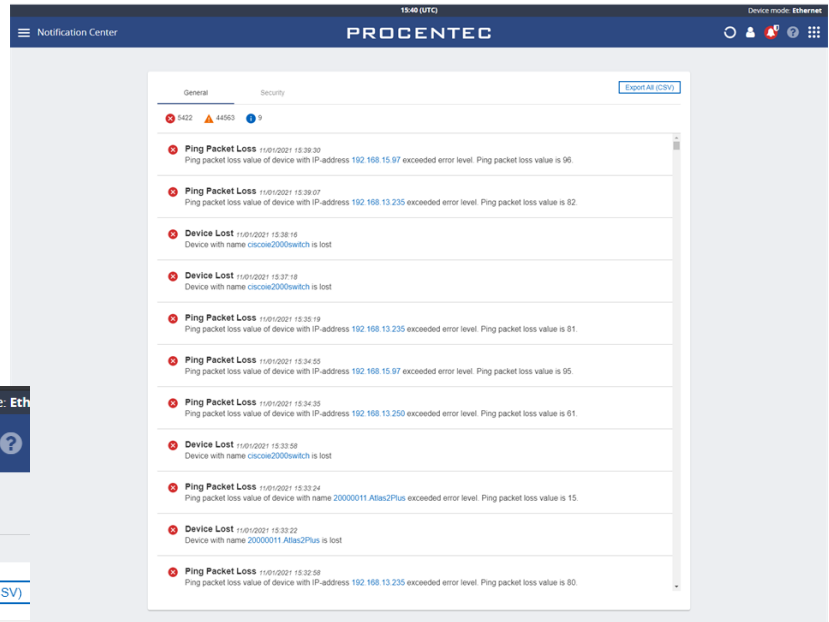 15:40 (UTC)
Device mode: Ethernet
Notification Center
PROCENTEC
General
Security
Export All (CSV)
5422
44563
9
Ping Packet Loss 11/01/2021 15:39:30
Ping packet loss value of device with IP-address 192.168.15.97 exceeded error level. Ping packet loss value is 96.
Ping Packet Loss 11/01/2021 15:39:07
Ping packet loss value of device with IP-address 192.168.13.235 exceeded error level. Ping packet loss value is 82.
Device Lost 11/01/2021 15:38:16
Device with name ciscoie2000switch is lost
Device Lost 11/01/2021 15:37:18
Device with name ciscoie2000switch is lost
Ping Packet Loss 11/01/2021 15:35:19
Ping packet loss value of device with IP-address 192.168.13.235 exceeded error level. Ping packet loss value is 81.
Ping Packet Loss 11/01/2021 15:34:55
Ping packet loss value of device with IP-address 192.168.15.97 exceeded error level. Ping packet loss value is 95.
Ping Packet Loss 11/01/2021 15:34:35
Ping packet loss value of device with IP-address 192.168.13.250 exceeded error level. Ping packet loss value is 61.
Device Lost 11/01/2021 15:33:58
Device with name ciscoie2000switch is lost
Ping Packet Loss 11/01/2021 15:33:24
Ping packet loss value of device with name 20000011.Atlas2Plus exceeded error level. Ping packet loss value is 15.
Device Lost 11/01/2021 15:33:22
Device with name 20000011.Atlas2Plus is lost
Ping Packet Loss 11/01/2021 15:32:58
Ping packet loss value of device with IP-address 192.168.13.235 exceeded error level. Ping packet loss value is 80.
e: Eth
SV)